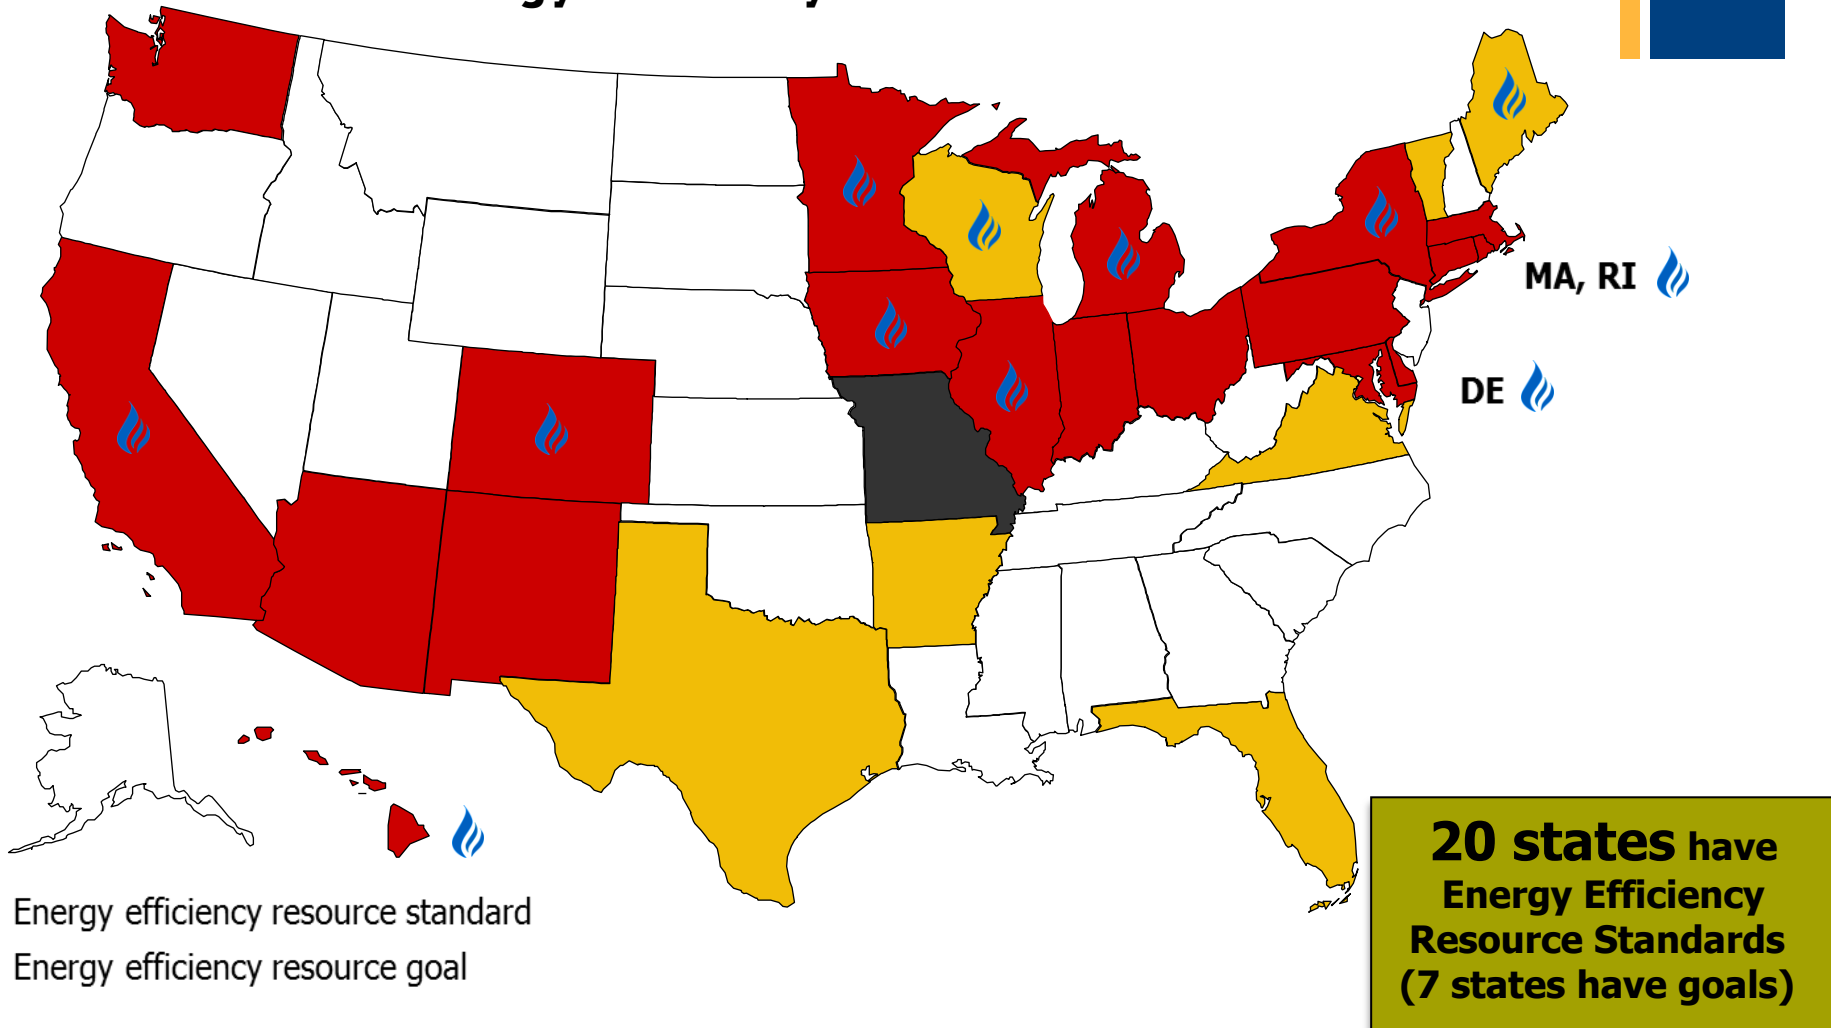 MA, RI
DE
Energy efficiency resource standard
Energy efficiency resource goal
20 states have
Energy Efficiency
Resource Standards
(7 states have goals)